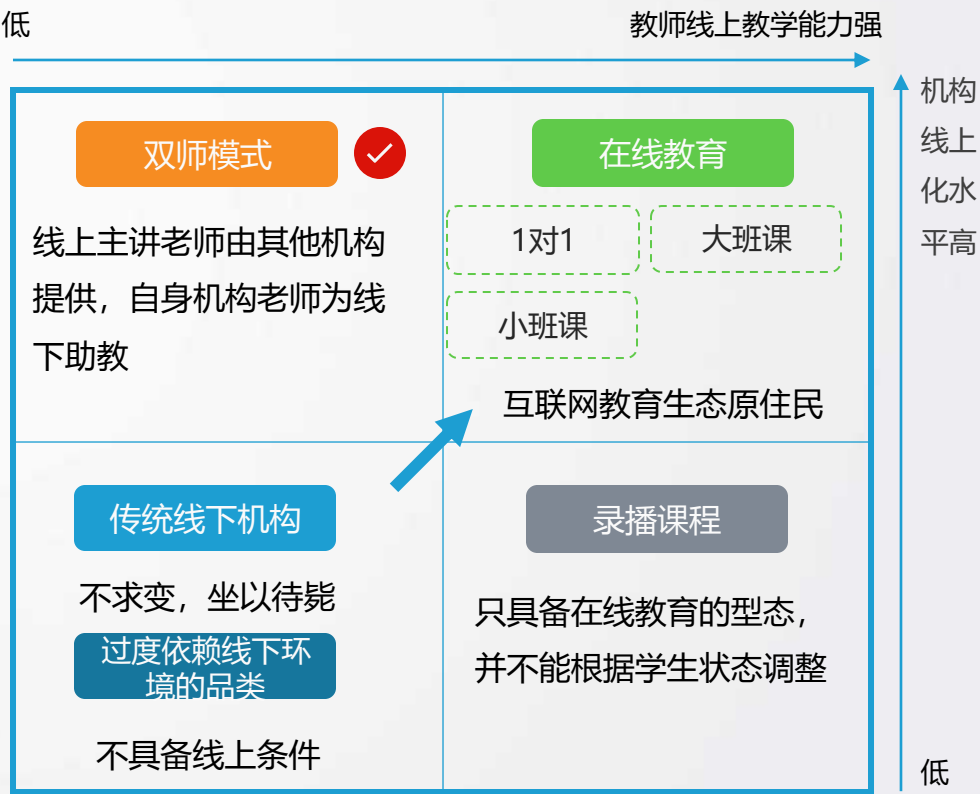 低
教师线上教学能力强
机构
线上
化水
平高
双师模式
线上主讲老师由其他机构
提供，自身机构老师为线
下助教
在线教育
1对1
大班课
小班课
互联网教育生态原住民
传统线下机构
不求变，坐以待毙
过度依赖线下环
境的品类
不具备线上条件
录播课程
只具备在线教育的型态，
并不能根据学生状态调整
低